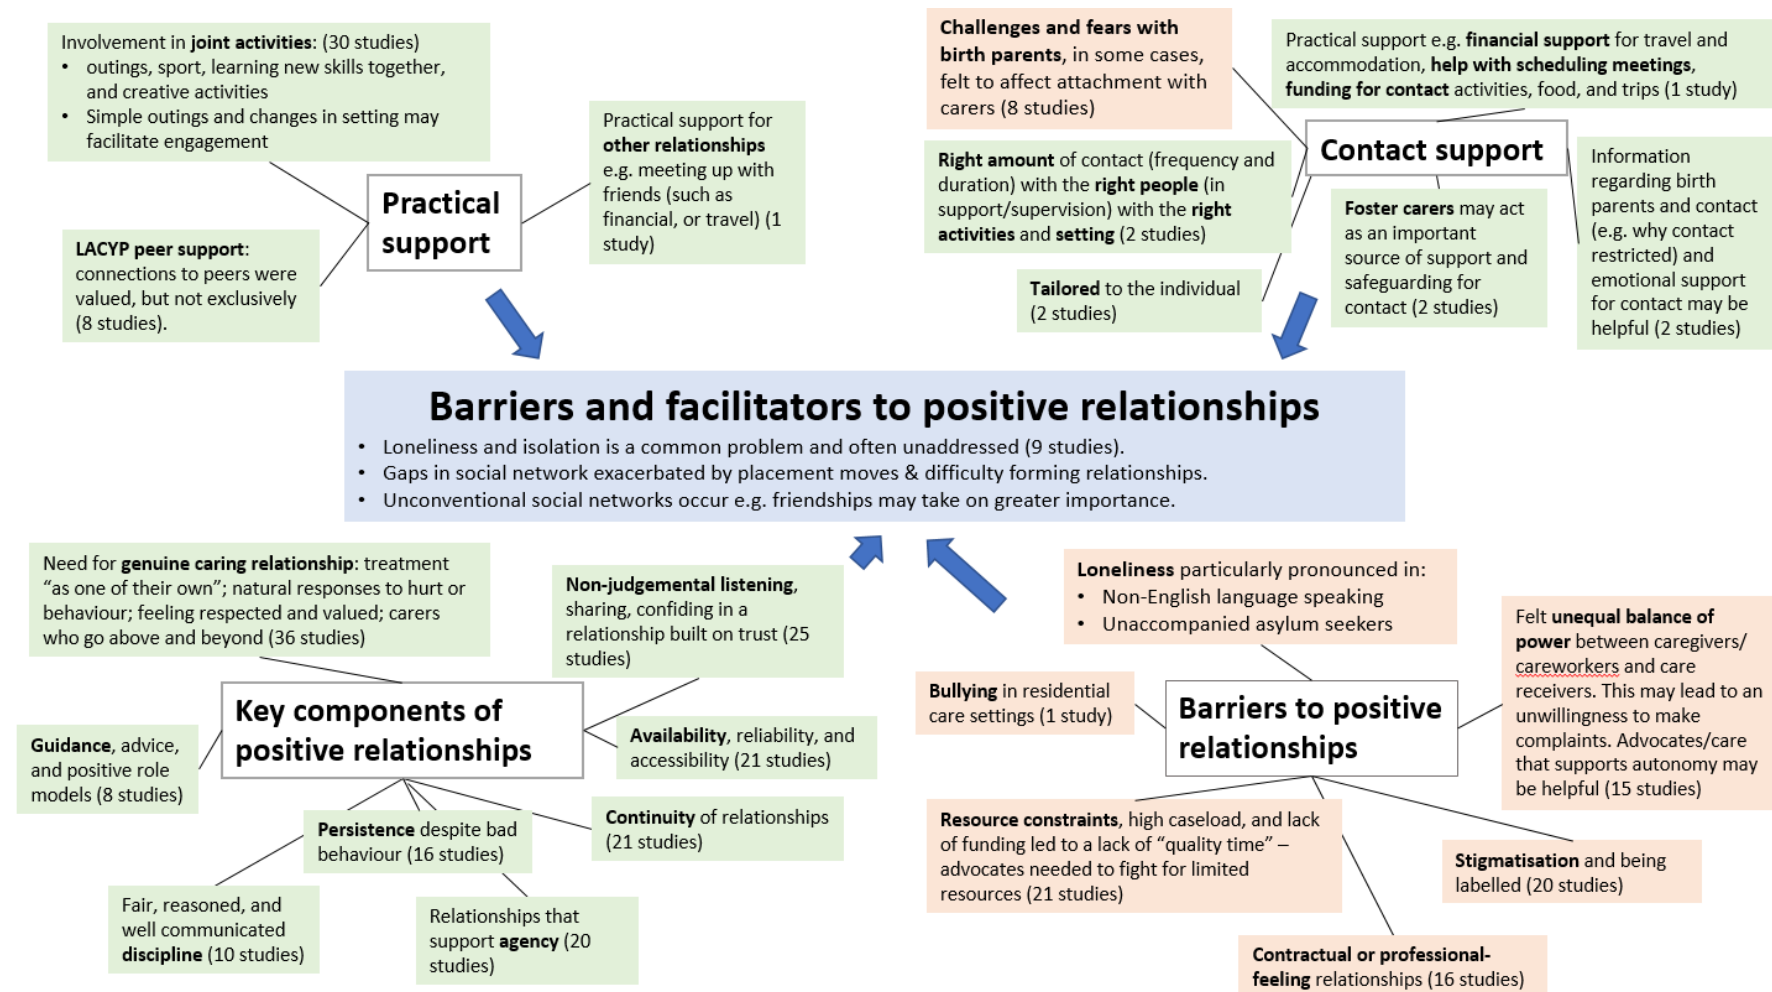 Involvement in joint activities: (30 studies)
• outings, sport, learning new skills together,
and creative activities
• Simple outings and changes in setting may
facilitate engagement
Practical support for
other relationships
e.g. meeting up with
friends (such as
financial, or travel) (1
study)
Practical
support
LACYP peer support:
connections to peers were
valued, but not exclusively
(8 studies).
Challenges and fears with
birth parents, in some cases,
felt to affect attachment with
carers (8 studies)
Practical support e.g. financial support for travel and
accommodation, help with scheduling meetings,
funding for contact activities, food, and trips (1 study)
Contact support
Right amount of contact (frequency and
duration) with the right people (in
support/supervision) with the right
activities and setting (2 studies)
Tailored to the individual
(2 studies)
Foster carers may act
as an important
source of support and
safeguarding for
contact (2 studies)
Information
regarding birth
parents and contact
(e.g. why contact
restricted) and
emotional support
for contact may be
helpful (2 studies)
Barriers and facilitators to positive relationships
• Loneliness and isolation is a common problem and often unaddressed (9 studies).
• Gaps in social network exacerbated by placement moves & difficulty forming relationships.
• Unconventional social networks occur e.g. friendships may take on greater importance.
Need for genuine caring relationship: treatment
“as one of their own”; natural responses to hurt or
behaviour; feeling respected and valued; carers
who go above and beyond (36 studies)
Non-judgemental listening,
sharing, confiding in a
relationship built on trust (25
studies)
Key components of
positive relationships
Guidance, advice,
and positive role
models (8 studies)
Availability, reliability, and
accessibility (21 studies)
Continuity of relationships
(21 studies)
Persistence despite bad
behaviour (16 studies)
Fair, reasoned, and
well communicated
discipline (10 studies)
Relationships that
support agency (20
studies)
Loneliness particularly pronounced in:
• Non-English language speaking
• Unaccompanied asylum seekers
Bullying in residential
care settings (1 study)
Barriers to positive
relationships
Felt unequal balance of
power between caregivers/
careworkers and care
receivers. This may lead to an
unwillingness to make
complaints. Advocates/care
that supports autonomy may
be helpful (15 studies)
Resource constraints, high caseload, and lack
of funding led to a lack of “quality time” –
advocates needed to fight for limited
resources (21 studies)
Stigmatisation and being
labelled (20 studies)
Contractual or professional-
feeling relationships (16 studies)